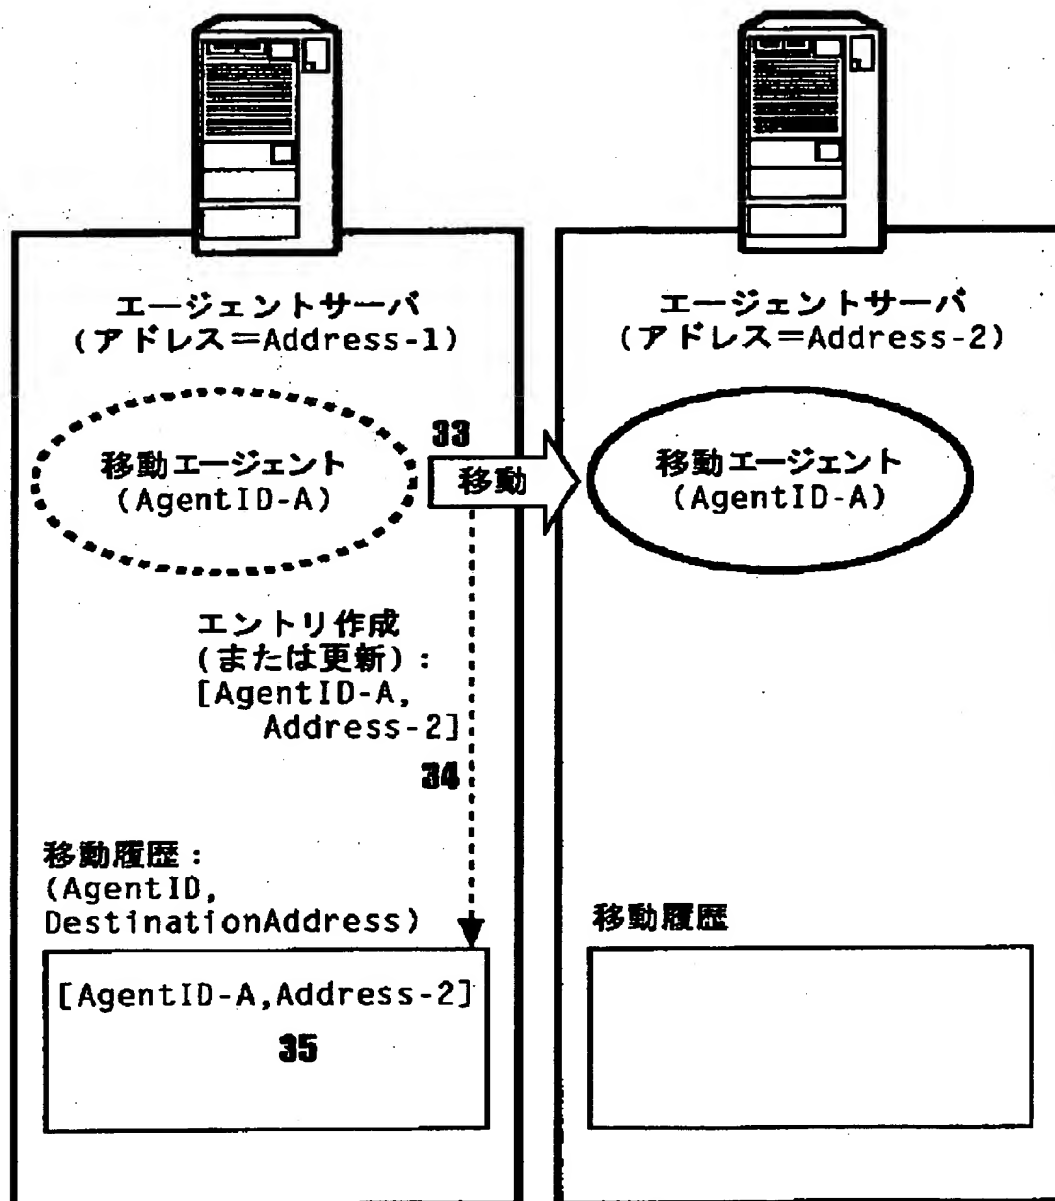 エージェントサーバ
(アドレス＝Address-1)
移動エージェント
(AgentID-A)
33
移動
エントリ作成
(または更新)：
[AgentID-A,
Address-2]
34
移動履歴：
(AgentID,
DestinationAddress)
[AgentID-A,Address-2]
35
エージェントサーバ
(アドレス＝Address-2)
移動エージェント
(AgentID-A)
移動履歴